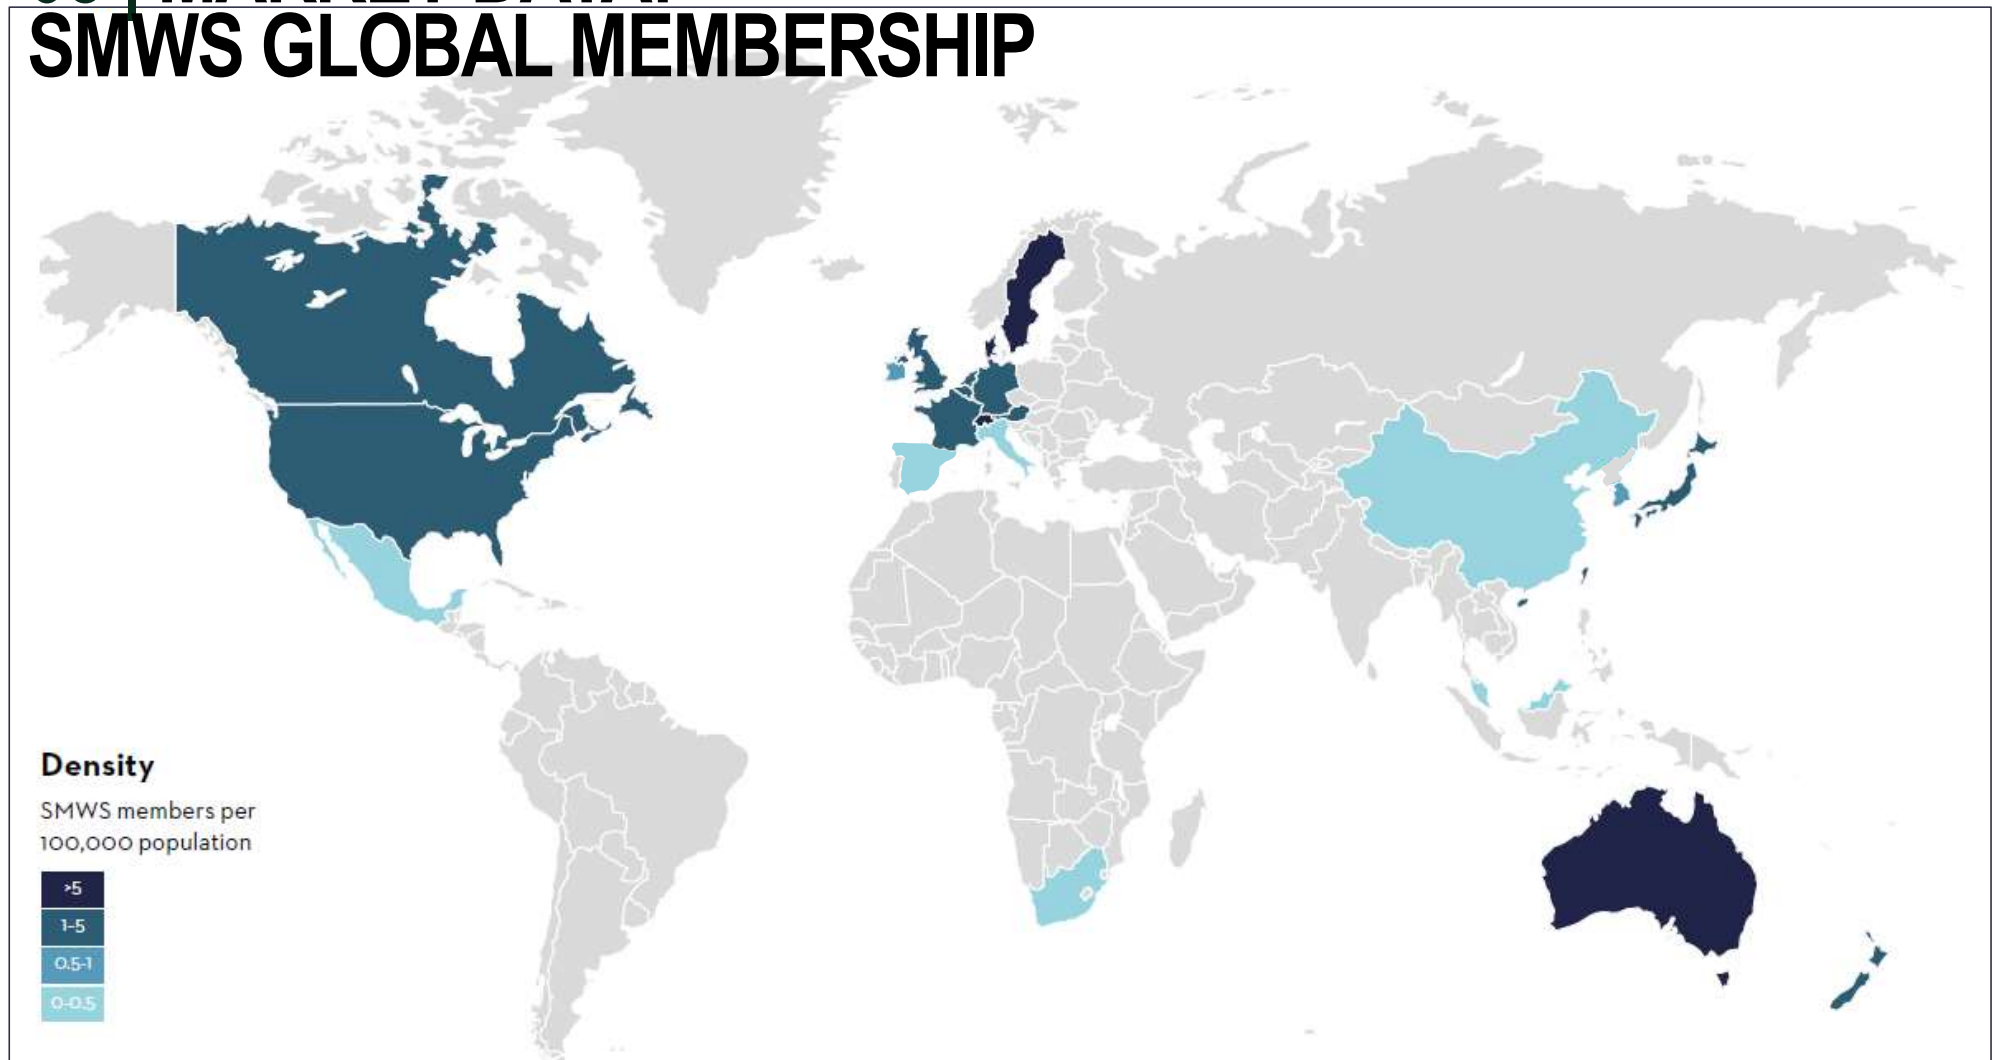 SMWS GLOBAL MEMBERSHIP
Density
SMWS members per
100,000 population
>5
1-5
0.5-1
0-0.5